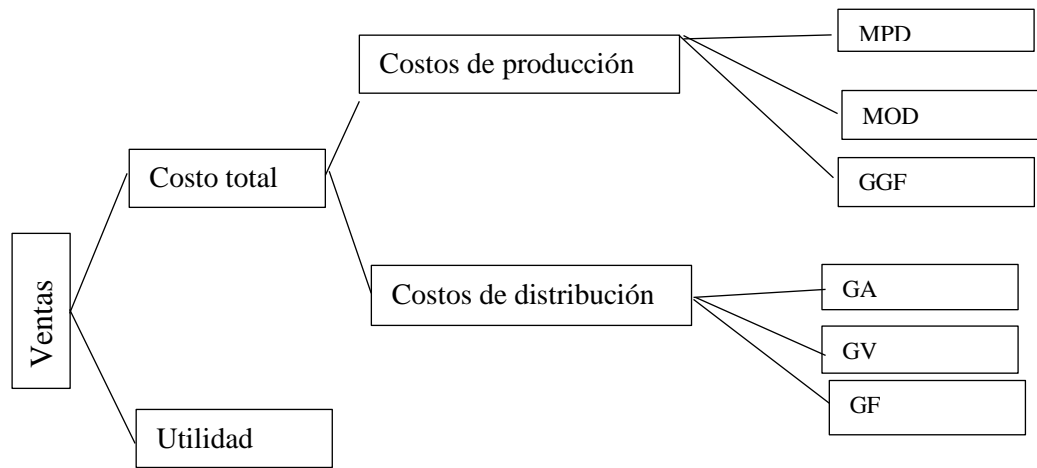 MPD
Costos de producción
MOD
Costo total
GGF
Ventas
Costos de distribución
GA
GV
GF
Utilidad